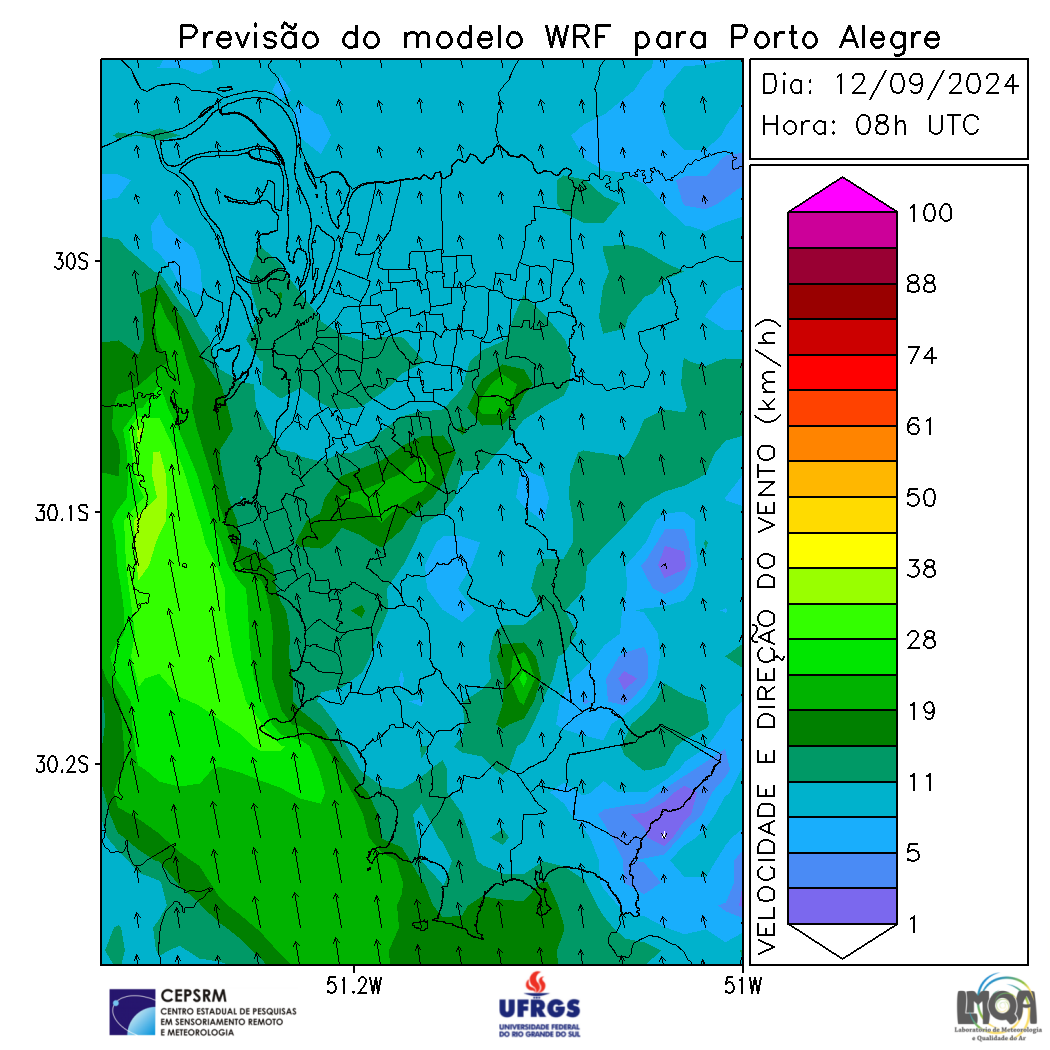 Previsão do modelo WRF para Porto Alegre
Dia: 12/09/2024
Hora: 08h UTC
30S
30.1S
30.2S
51.2W
51W
VELOCIDADE E DIREÇÃO DO VENTO (km/h)
100
88
74
61
50
38
28
19
11
5
1
CEPSRM
CENTRO ESTADUAL DE PESQUISAS
EM SENSORIAMENTO REMOTO
E METEOROLOGIA
UFRGS
UNIVERSIDADE FEDERAL
DO RIO GRANDE DO SUL
LMQA
Laboratório de Meteorologia
e Qualidade do Ar